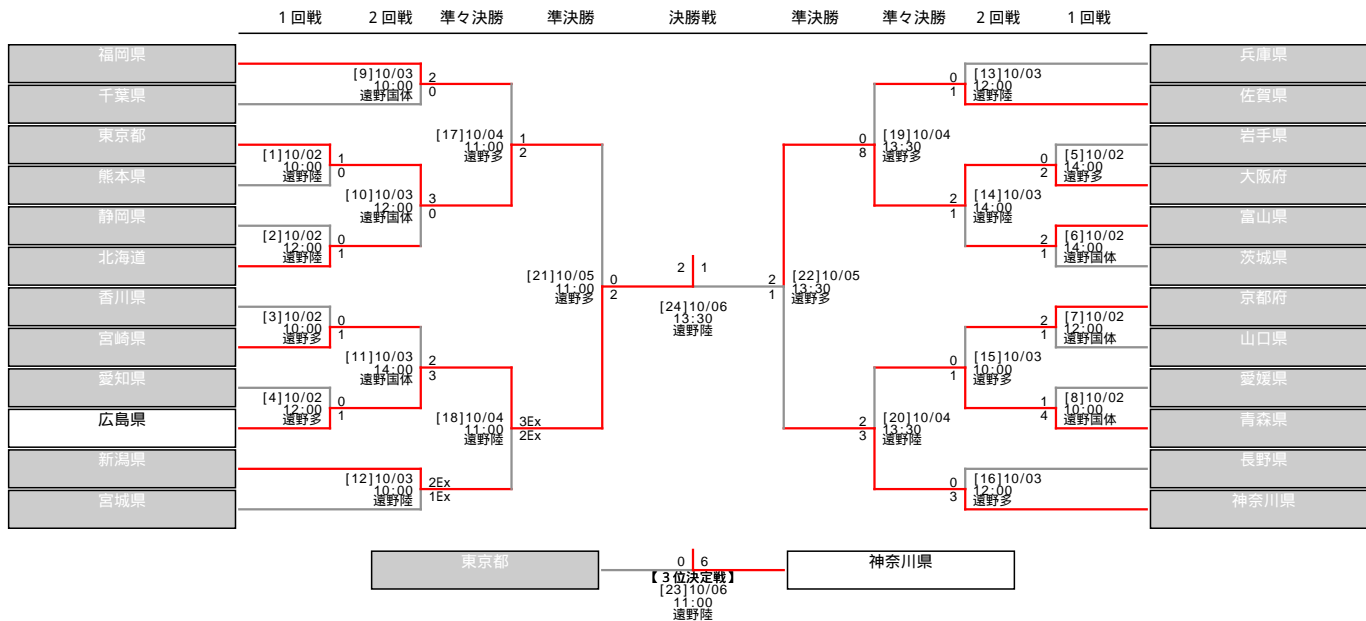 １回戦 ２回戦 準々決勝 準決勝 決勝戦 準決勝 準々決勝 ２回戦 １回戦
福岡県
千葉県
東京都
熊本県
静岡県
北海道
香川県
宮崎県
愛知県
広島県
新潟県
宮城県
[1]10/02
10:00
遠野陸
1
0
[2]10/02
12:00
遠野陸
0
1
[3]10/02
10:00
遠野多
0
1
[4]10/02
12:00
遠野多
0
1
[9]10/03
10:00
遠野国体
2
0
[10]10/03
12:00
遠野国体
3
0
[11]10/03
14:00
遠野国体
2
3
[12]10/03
10:00
遠野陸
2Ex
1Ex
[17]10/04
11:00
遠野多
1
2
[18]10/04
11:00
遠野陸
3Ex
2Ex
[21]10/05
11:00
遠野多
0
2
2 1
[24]10/06
13:30
遠野陸
2
1
[22]10/05
13:30
遠野多
0
8
[19]10/04
13:30
遠野多
2
3
[20]10/04
13:30
遠野陸
0
1
[13]10/03
12:00
遠野陸
2
1
[14]10/03
14:00
遠野陸
0
1
[15]10/03
10:00
遠野多
0
3
[16]10/03
12:00
遠野多
0
2
[5]10/02
14:00
遠野多
2
1
[6]10/02
14:00
遠野国体
2
1
[7]10/02
12:00
遠野国体
1
4
[8]10/02
10:00
遠野国体
兵庫県
佐賀県
岩手県
大阪府
富山県
茨城県
京都府
山口県
愛媛県
青森県
長野県
神奈川県
東京都
0 6
神奈川県
【３位決定戦】
[23]10/06
11:00
遠野陸